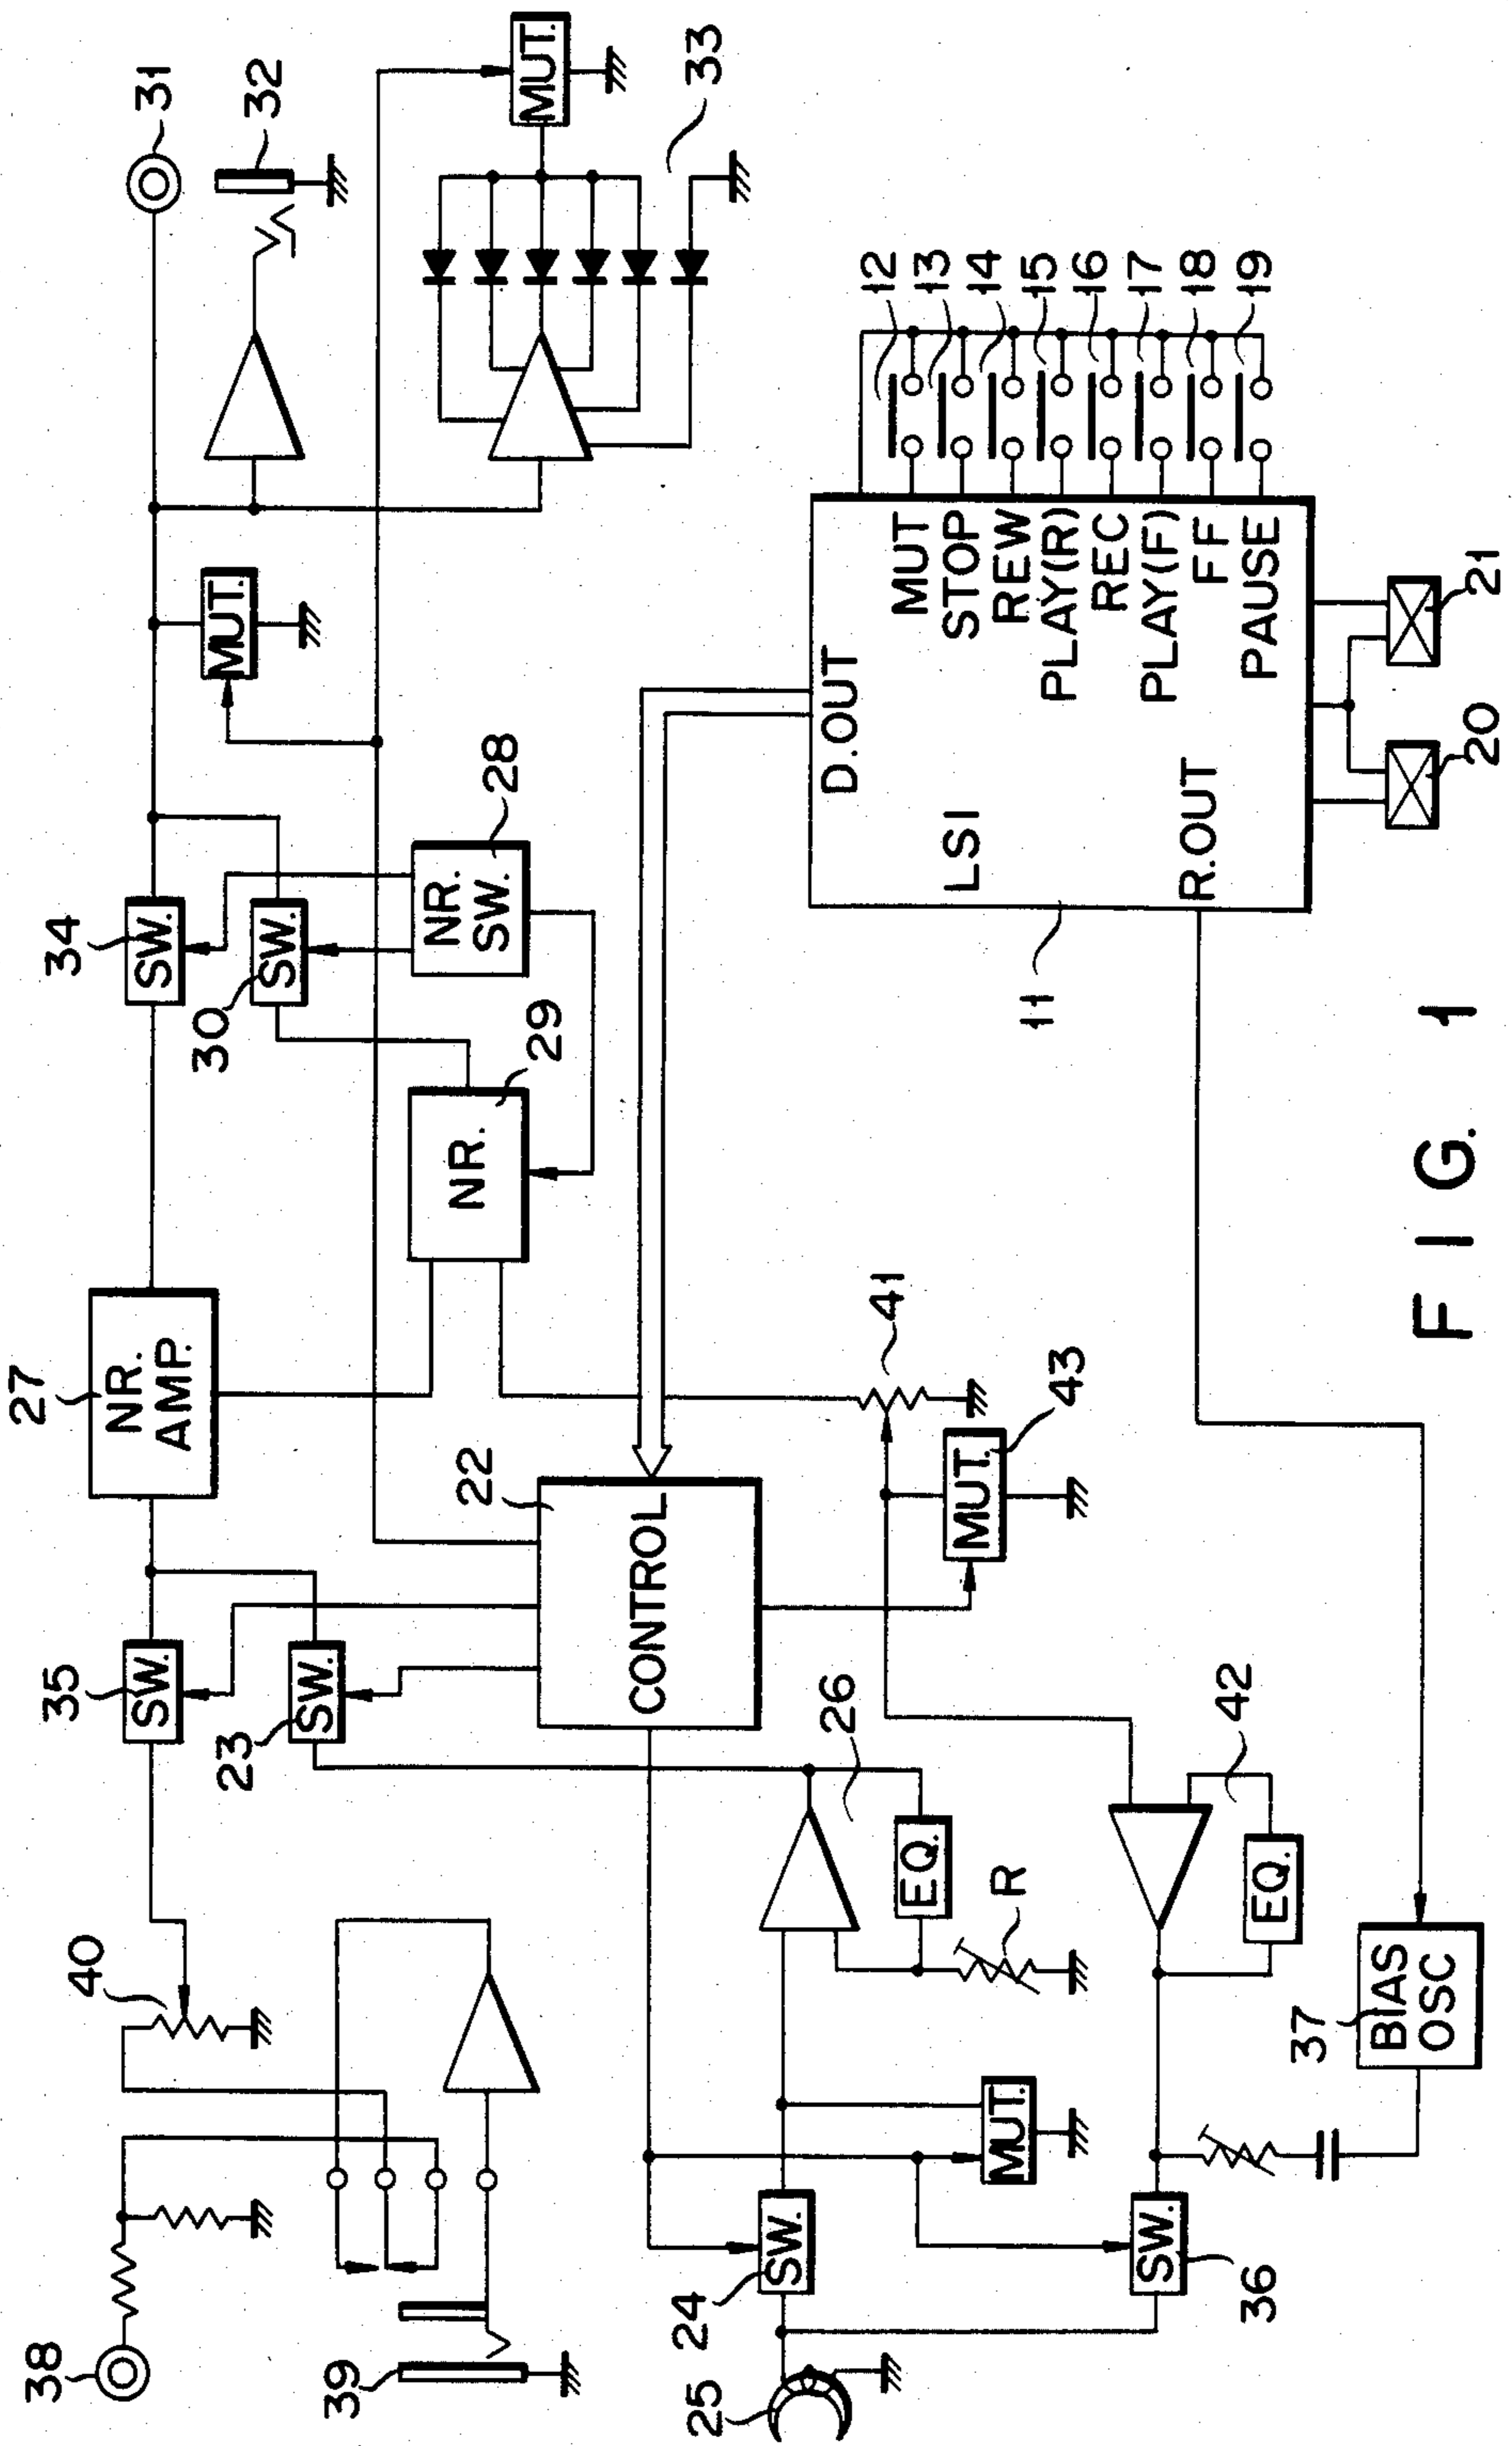 31
32
MUT.
33
34
SW.
MUT.
30
SW.
28
NR.
SW.
29
NR.
27
NR.
AMP.
35
SW.
23
SW.
22
CONTROL
40
38
39
12
13
14
15
16
17
18
19
D.OUT
MUT
STOP
REW
PLAY(R)
REC
PLAY(F)
FF
PAUSE
LSI
R.OUT
11
20
21
41
43
MUT.
26
EQ.
R
42
EQ.
24
SW.
MUT.
25
36
SW.
37
BIAS
OSC
FIG. 1